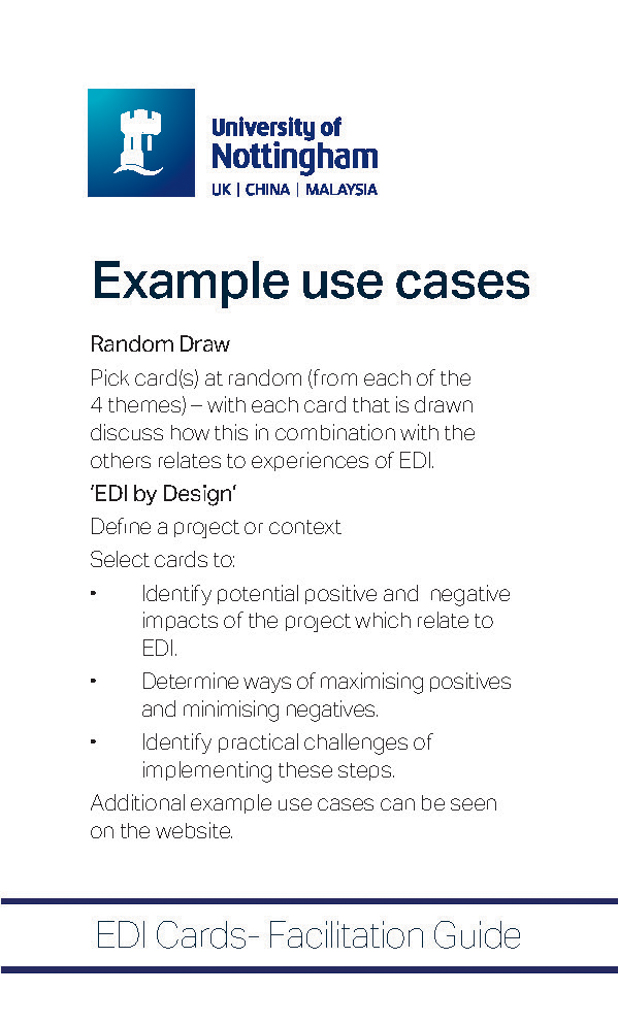 University of
Nottingham
UK | CHINA | MALAYSIA
Example use cases
Random Draw
Pick card(s) at random (from each of the
4 themes) – with each card that is drawn
discuss how this in combination with the
others relates to experiences of EDI.
‘EDI by Design‘
Define a project or context
Select cards to:
• Identify potential positive and negative
impacts of the project which relate to
EDI.
• Determine ways of maximising positives
and minimising negatives.
• Identify practical challenges of
implementing these steps.
Additional example use cases can be seen
on the website.
EDI Cards- Facilitation Guide